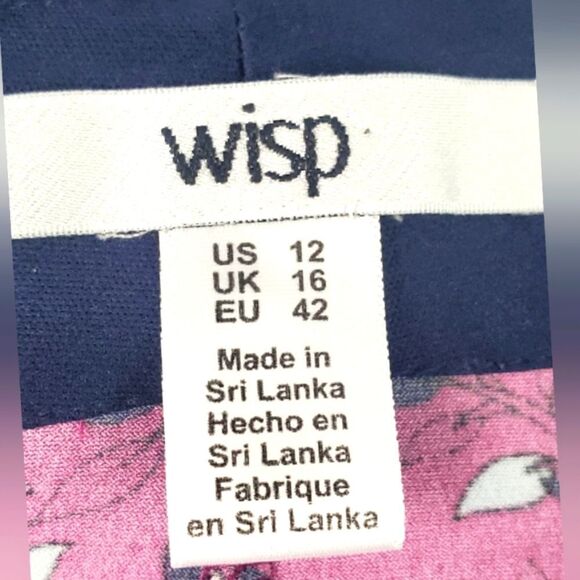 wisp
US 12
UK 16
EU 42
Made in
Sri Lanka
Hecho en
Sri Lanka
Fabrique
en Sri Lanka